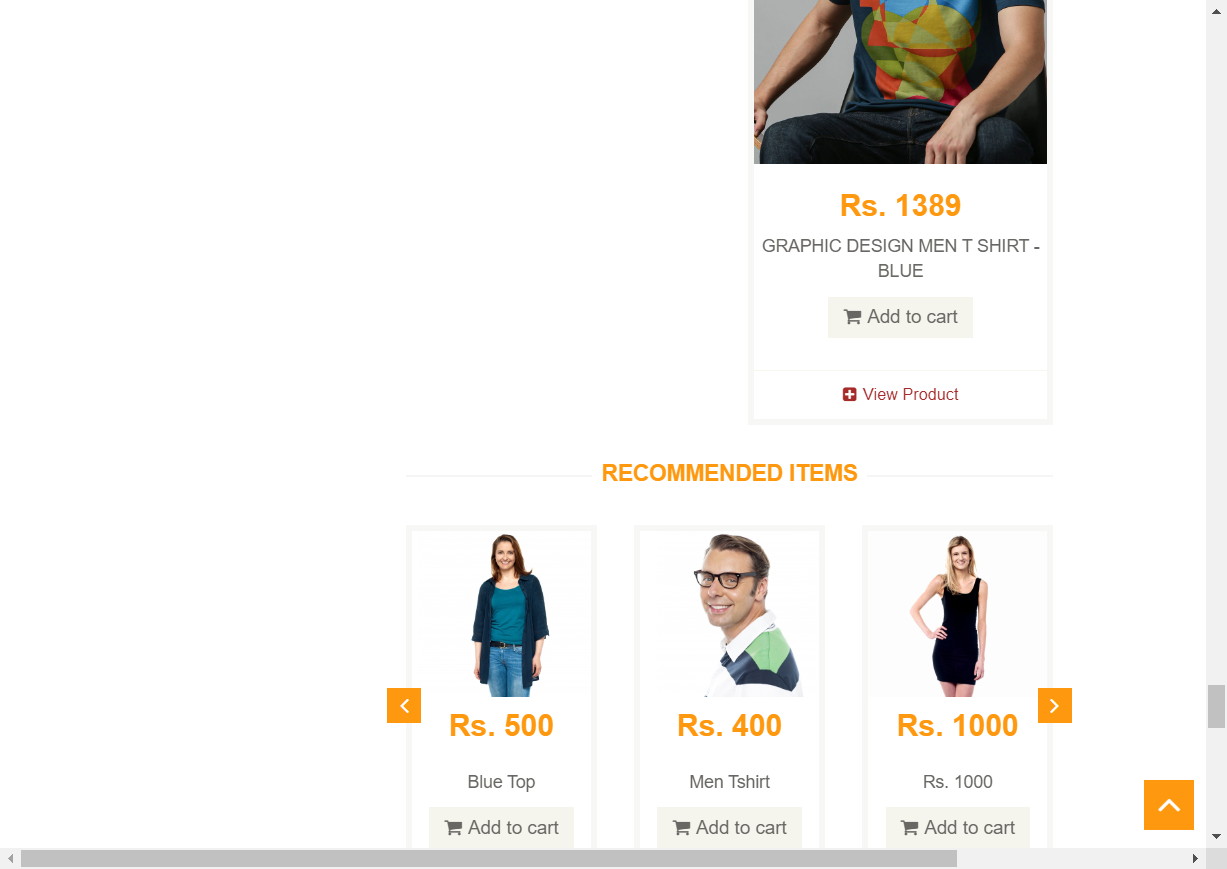 Rs. 1389
GRAPHIC DESIGN MEN T SHIRT -
BLUE
Add to cart
View Product
RECOMMENDED ITEMS
Rs. 500
Rs. 400
Rs. 1000
Blue Top
Men Tshirt
Rs. 1000
Add to cart
Add to cart
Add to cart